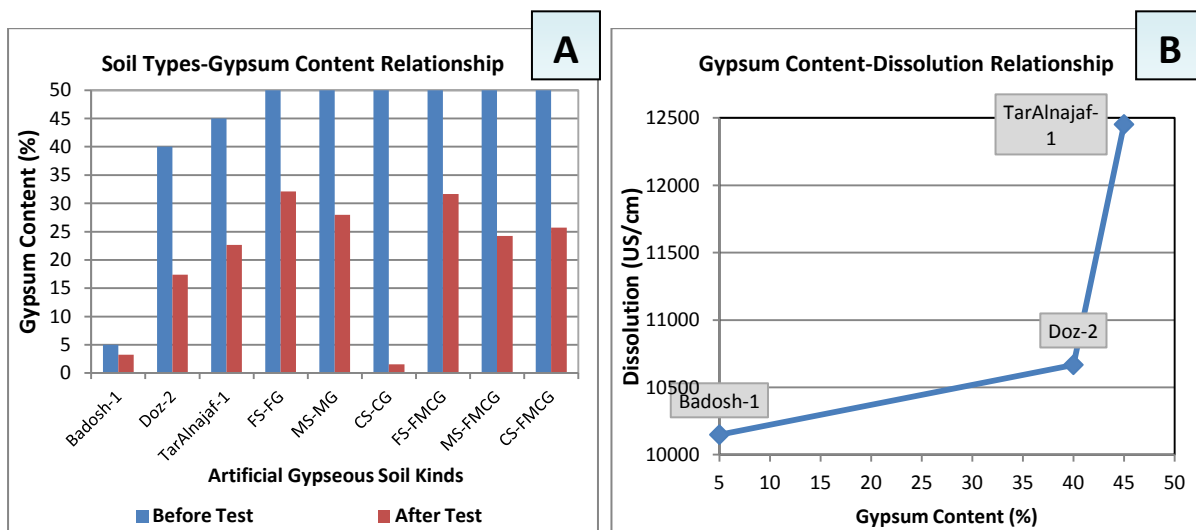 A
Soil Types-Gypsum Content Relationship
Gypsum Content (%)
50
45
40
35
30
25
20
15
10
5
0
Badosh-1
Doz-2
TarAlnajaf-1
FS-FG
MS-MG
CS-CG
FS-FMCG
MS-FMCG
CS-FMCG
Artificial Gypseous Soil Kinds
Before Test
After Test
B
Gypsum Content-Dissolution Relationship
Dissolution (US/cm)
12500
12000
11500
11000
10500
10000
TarAlnajaf-
1
Doz-2
Badosh-1
5 10 15 20 25 30 35 40 45 50
Gypsum Content (%)